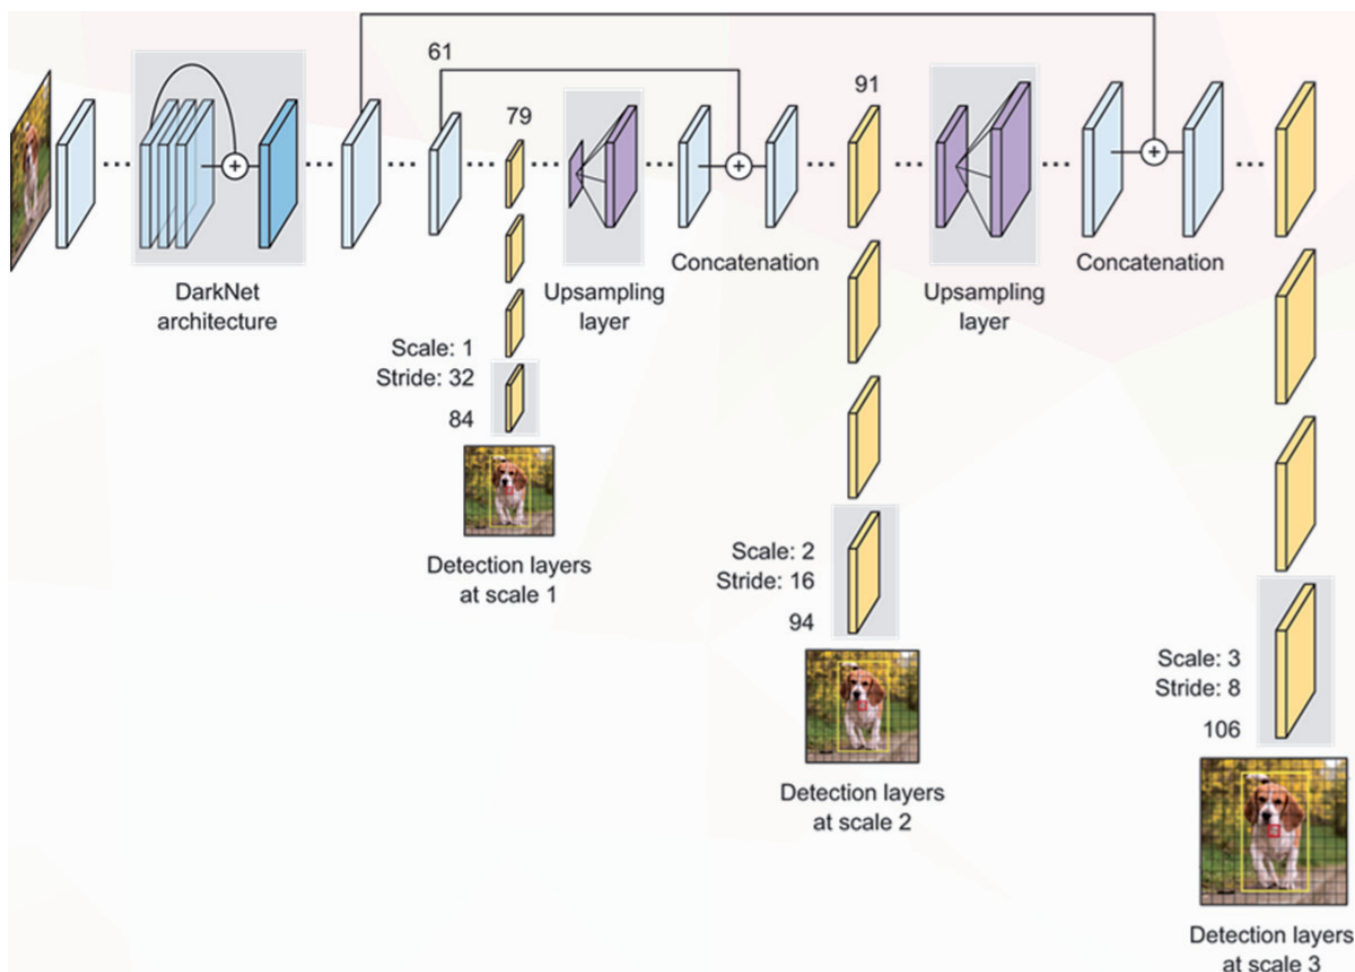 61
91
79
DarkNet
architecture
Upsampling
layer
Concatenation
Upsampling
layer
Concatenation
+
+
+
Scale: 1
Stride: 32
84
Detection layers
at scale 1
Scale: 2
Stride: 16
94
Detection layers
at scale 2
Scale: 3
Stride: 8
106
Detection layers
at scale 3